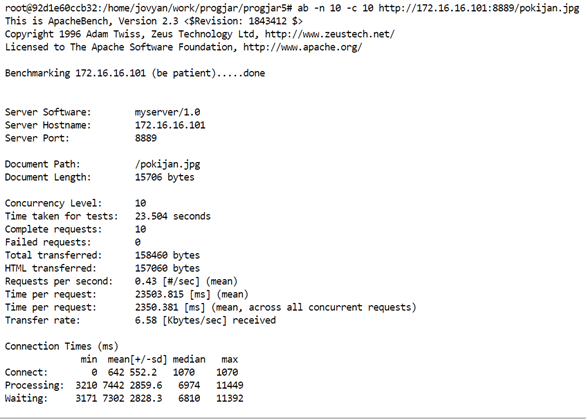 root@92d1e60ccb32:/home/jovyan/work/progjar/progjar5# ab -n 10 -c 10 http://172.16.16.101:8889/pokijan.jpg
This is ApacheBench, Version 2.3 <$Revision: 1843412 $>
Copyright 1996 Adam Twiss, Zeus Technology Ltd, http://www.zeustech.net/
Licensed to The Apache Software Foundation, http://www.apache.org/

Benchmarking 172.16.16.101 (be patient).....done


Server Software:        myserver/1.0
Server Hostname:        172.16.16.101
Server Port:            8889

Document Path:          /pokijan.jpg
Document Length:        15706 bytes

Concurrency Level:      10
Time taken for tests:   23.504 seconds
Complete requests:      10
Failed requests:        0
Total transferred:      158460 bytes
HTML transferred:       157060 bytes
Requests per second:    0.43 [#/sec] (mean)
Time per request:       23503.815 [ms] (mean)
Time per request:       2350.381 [ms] (mean, across all concurrent requests)
Transfer rate:          6.58 [Kbytes/sec] received

Connection Times (ms)
              min  mean[+/-sd] median   max
Connect:        0  642 552.2   1070    1070
Processing:  3210 7442 2859.6   6974   11449
Waiting:     3171 7302 2828.3   6810   11392